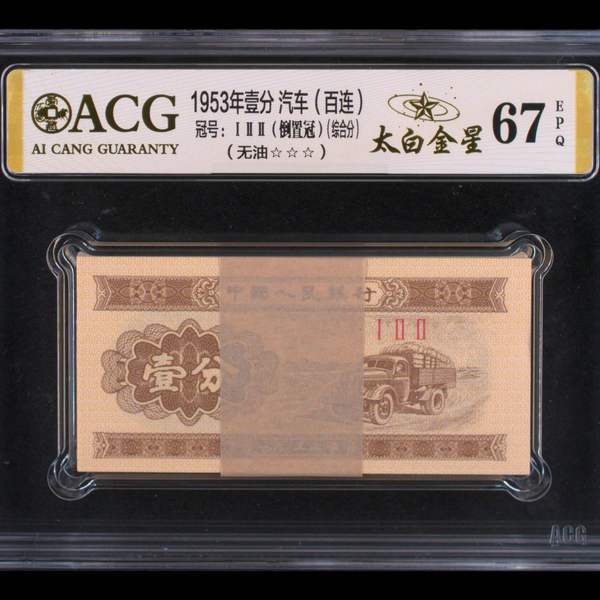 ACG
AI CANG GUARANTY
1953年壹分 汽车（百连）
冠号：I II II（倒置冠）（综合分）
（无油☆☆☆）
太白金星
67
EPQ
中国人民银行
I II II
壹分
ACG